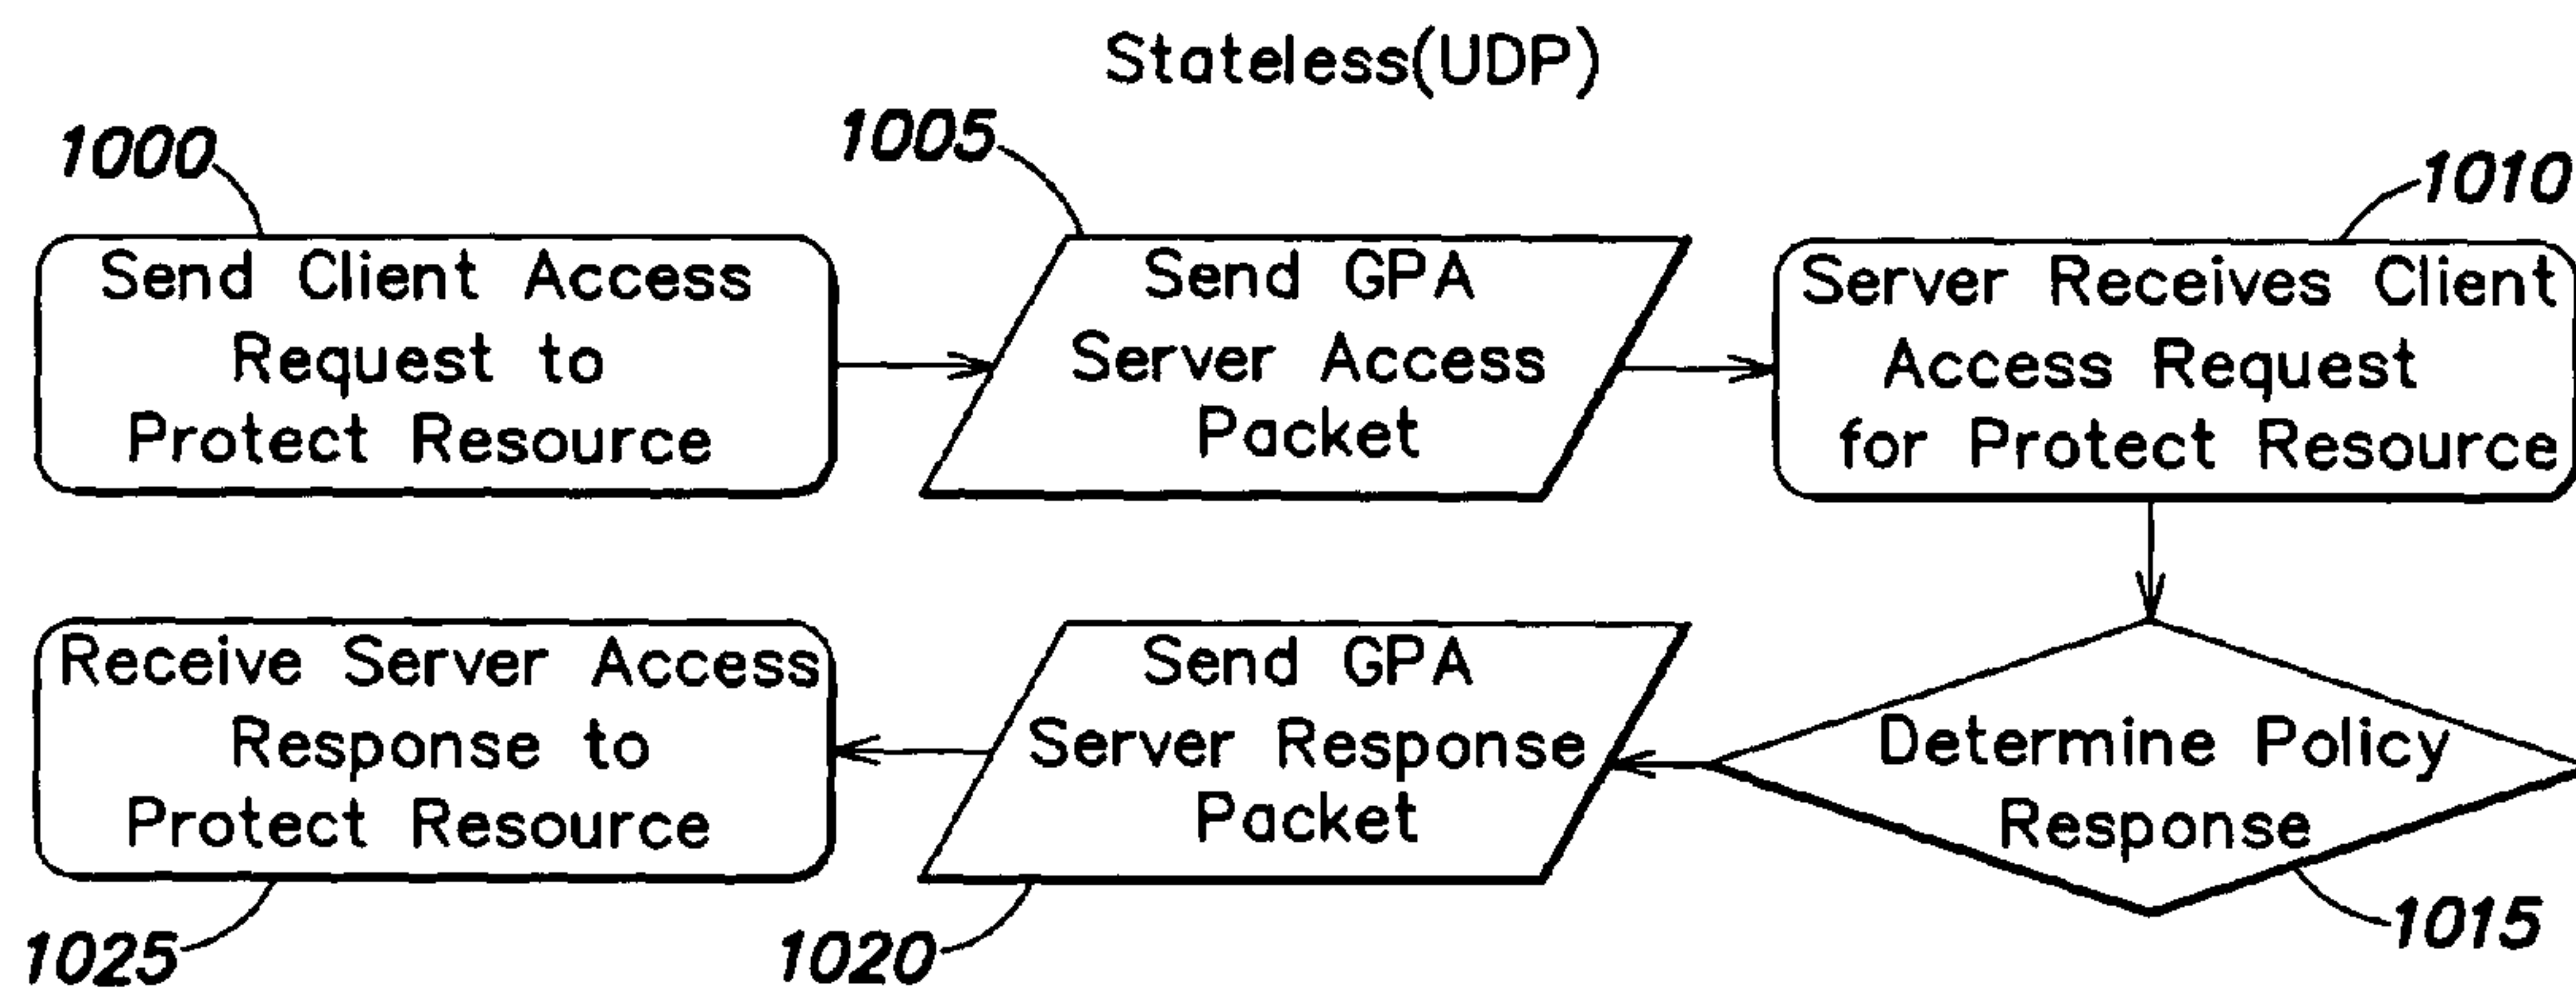 Stateless(UDP)
1000
1005
1010
Send Client Access
Request to
Protect Resource
Send GPA
Server Access
Packet
Server Receives Client
Access Request
for Protect Resource
Receive Server Access
Response to
Protect Resource
Send GPA
Server Response
Packet
Determine Policy
Response
1025
1020
1015